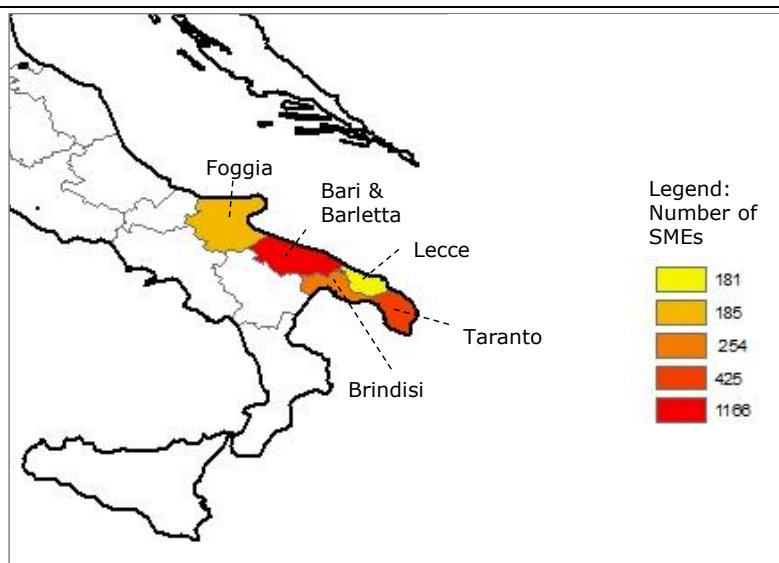 Foggia
Bari &
Barletta
Lecce
Taranto
Brindisi
Legend:
Number of
SMEs
181
185
254
425
1166